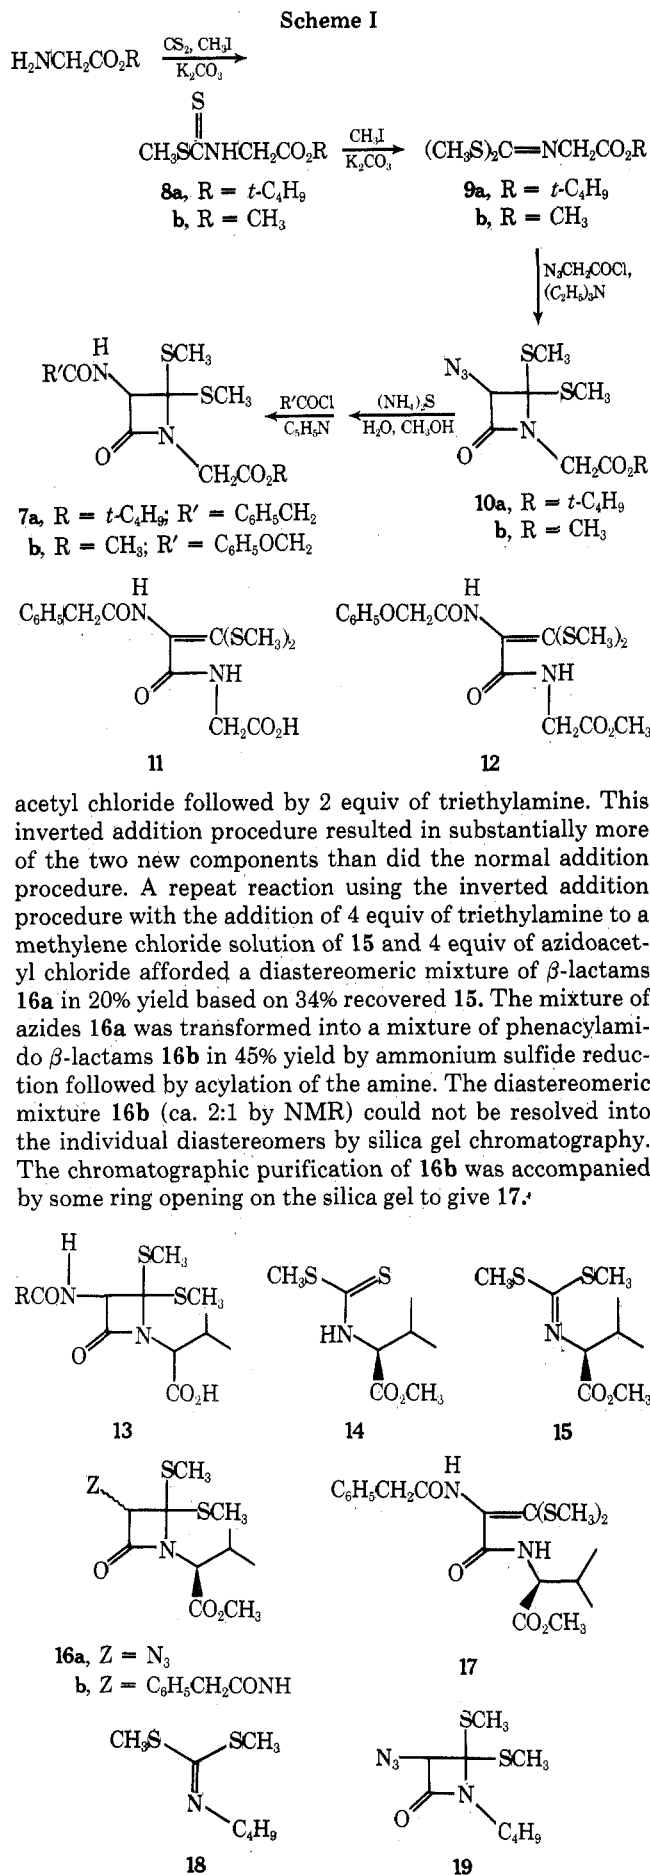 Scheme I
H₂NCH₂CO₂R
CS₂, CH₃I
K₂CO₃
S
CH₃SCNHCH₂CO₂R
8a, R = t-C₄H₉
b, R = CH₃
CH₃I
K₂CO₃
(CH₃S)₂C=NCH₂CO₂R
9a, R = t-C₄H₉
b, R = CH₃
N₃CH₂COCl,
(C₂H₅)₃N
H
R'CON
SCH₃
SCH₃
N
O
CH₂CO₂R
7a, R = t-C₄H₉; R' = C₆H₅CH₂
b, R = CH₃; R' = C₆H₅OCH₂
R'COCl
C₅H₅N
(NH₄)₂S
H₂O, CH₃OH
N₃
SCH₃
SCH₃
N
O
CH₂CO₂R
10a, R = t-C₄H₉
b, R = CH₃
H
C₆H₅CH₂CON
C(SCH₃)₂
NH
O
CH₂CO₂H
11
H
C₆H₅OCH₂CON
C(SCH₃)₂
NH
O
CH₂CO₂CH₃
12
acetyl chloride followed by 2 equiv of triethylamine. This
inverted addition procedure resulted in substantially more
of the two new components than did the normal addition
procedure. A repeat reaction using the inverted addition
procedure with the addition of 4 equiv of triethylamine to a
methylene chloride solution of 15 and 4 equiv of azidoacet-
yl chloride afforded a diastereomeric mixture of β-lactams
16a in 20% yield based on 34% recovered 15. The mixture of
azides 16a was transformed into a mixture of phenacylami-
do β-lactams 16b in 45% yield by ammonium sulfide reduc-
tion followed by acylation of the amine. The diastereomeric
mixture 16b (ca. 2:1 by NMR) could not be resolved into
the individual diastereomers by silica gel chromatography.
The chromatographic purification of 16b was accompanied
by some ring opening on the silica gel to give 17.⁴
H
RCON
SCH₃
SCH₃
N
O
CO₂H
13
CH₃S
S
HN
CO₂CH₃
14
CH₃S
SCH₃
N
CO₂CH₃
15
Z
SCH₃
SCH₃
N
O
CO₂CH₃
16a, Z = N₃
b, Z = C₆H₅CH₂CONH
H
C₆H₅CH₂CON
C(SCH₃)₂
NH
O
CO₂CH₃
17
CH₃S
SCH₃
N
C₄H₉
18
SCH₃
N₃
SCH₃
N
O
C₄H₉
19